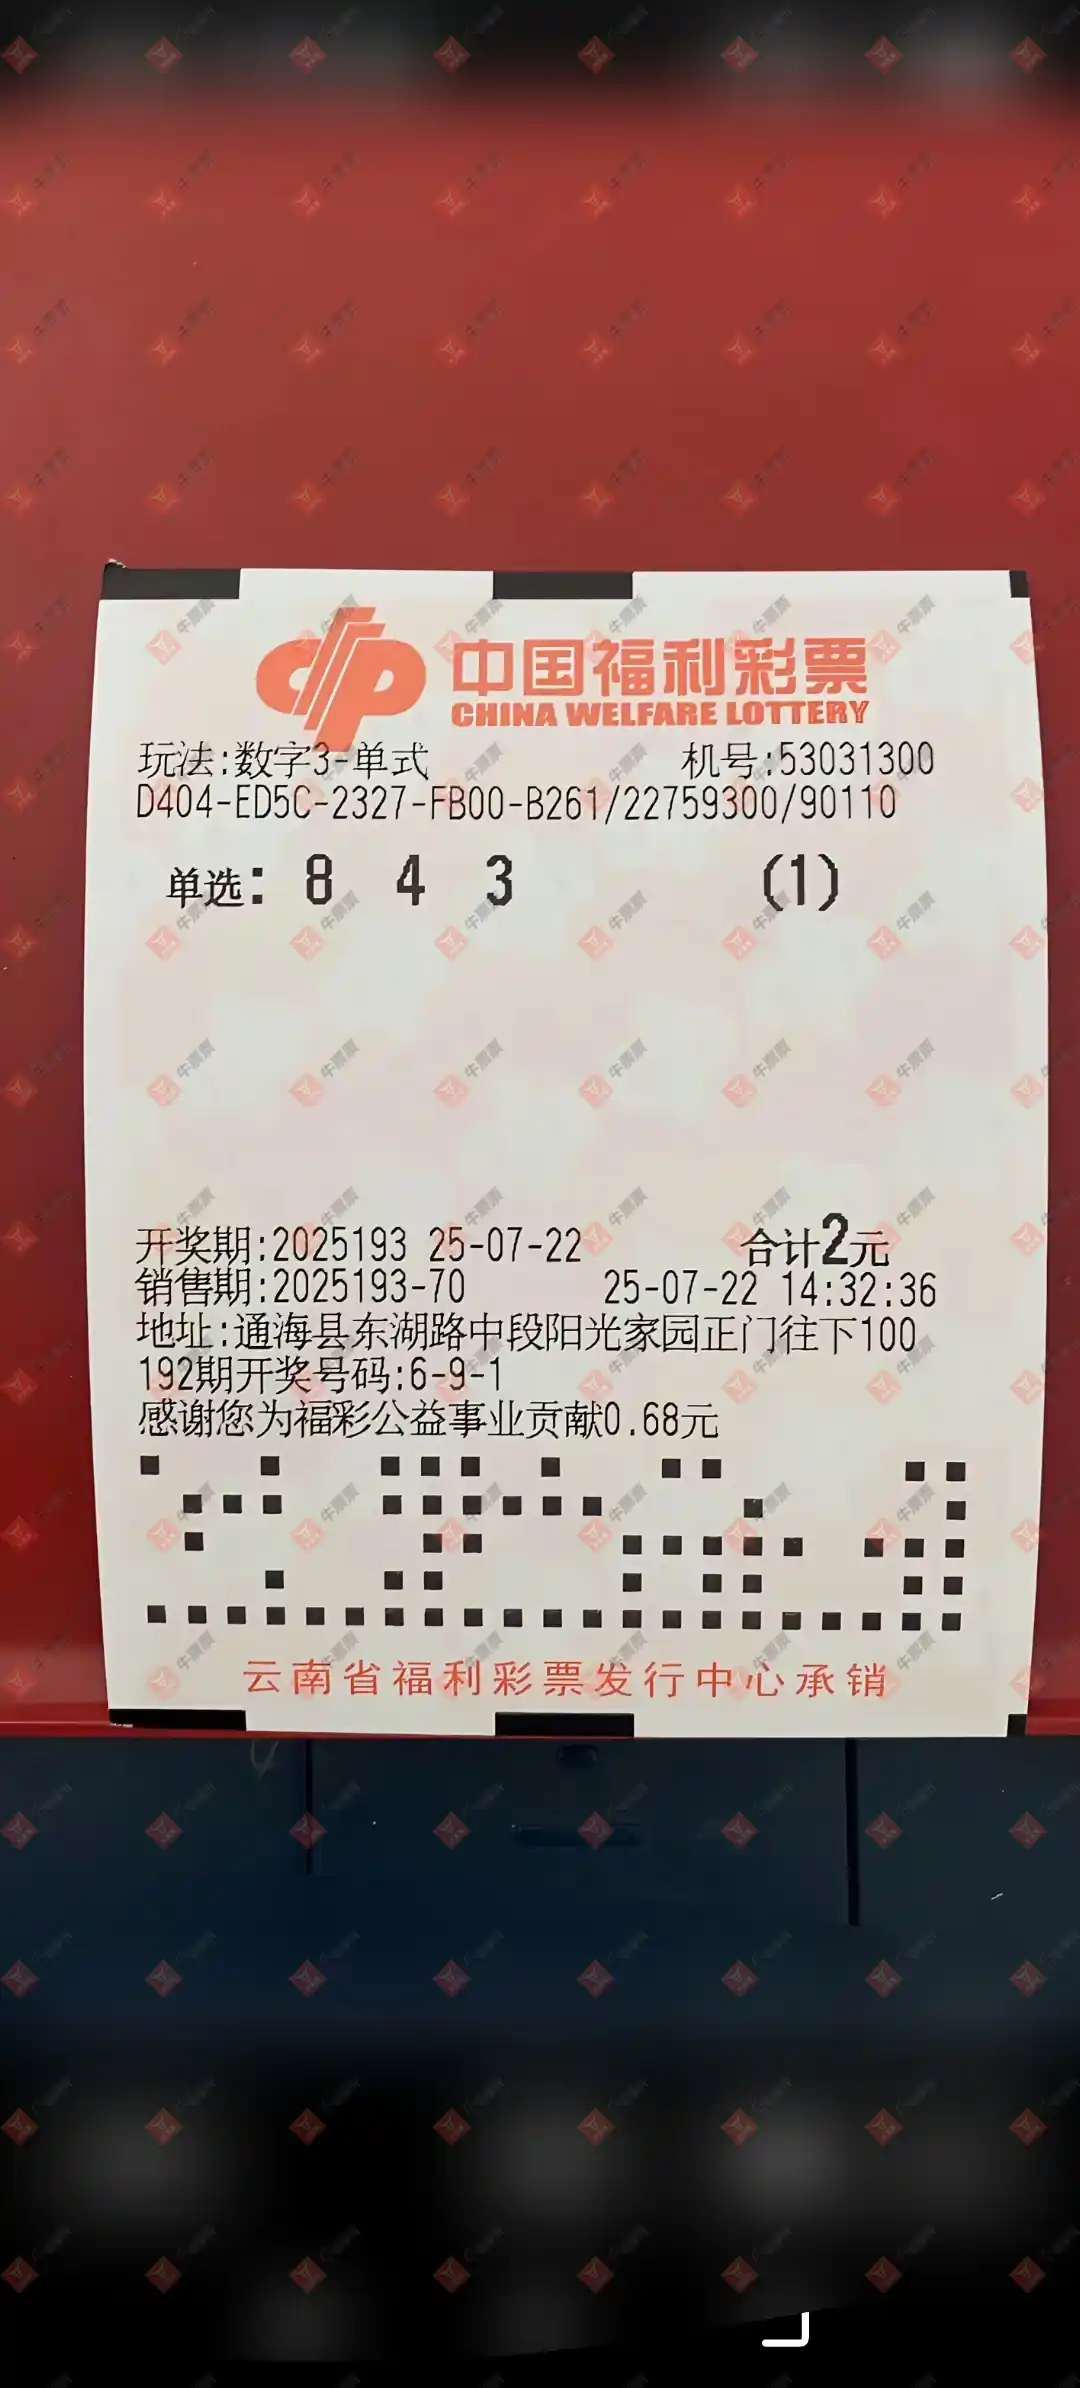 中国福利彩票
CHINA WELFARE LOTTERY
玩法:数字3-单式 机号:53031300
D404-ED5C-2327-FB00-B261/22759300/90110
单选: 8 4 3 (1)
开奖期:2025193 25-07-22 合计2元
销售期:2025193-70 25-07-22 14:32:36
地址:通海县东湖路中段阳光家园正门往下100
192期开奖号码:6-9-1
感谢您为福彩公益事业贡献0.68元
云南省福利彩票发行中心承销
牛票票